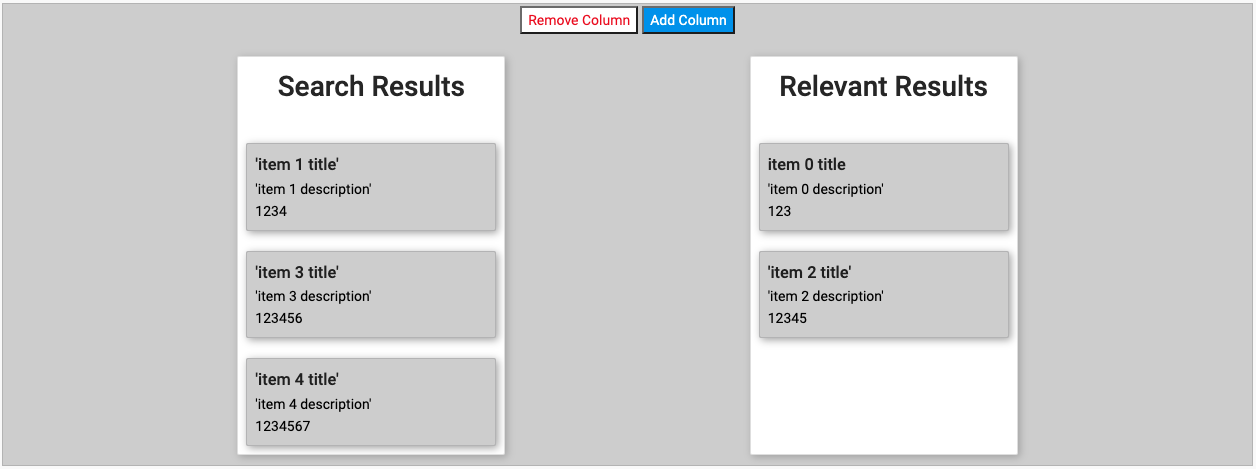 Remove Column
Add Column
Search Results
'item 1 title'
'item 1 description'
1234
'item 3 title'
'item 3 description'
123456
'item 4 title'
'item 4 description'
1234567
Relevant Results
item 0 title
'item 0 description'
123
'item 2 title'
'item 2 description'
12345